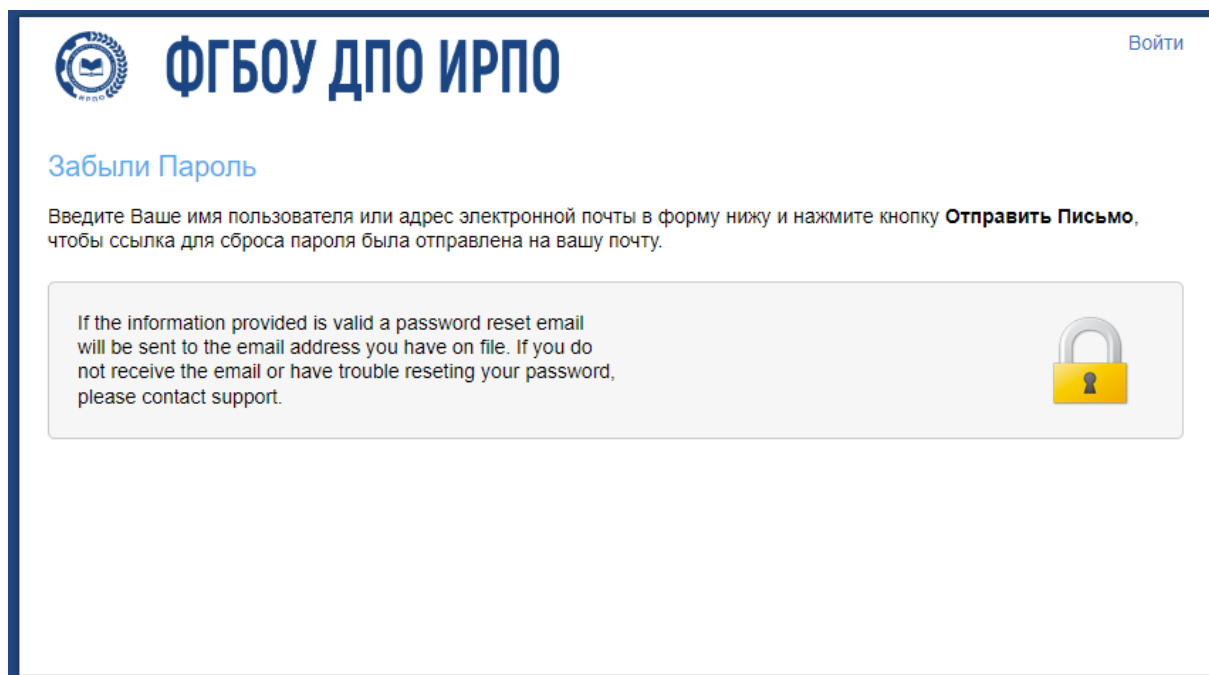 ИРПО
ФГБОУ ДПО ИРПО
Войти
Забыли Пароль
Введите Ваше имя пользователя или адрес электронной почты в форму нижу и нажмите кнопку Отправить Письмо,
чтобы ссылка для сброса пароля была отправлена на вашу почту.
If the information provided is valid a password reset email
will be sent to the email address you have on file. If you do
not receive the email or have trouble reseting your password,
please contact support.